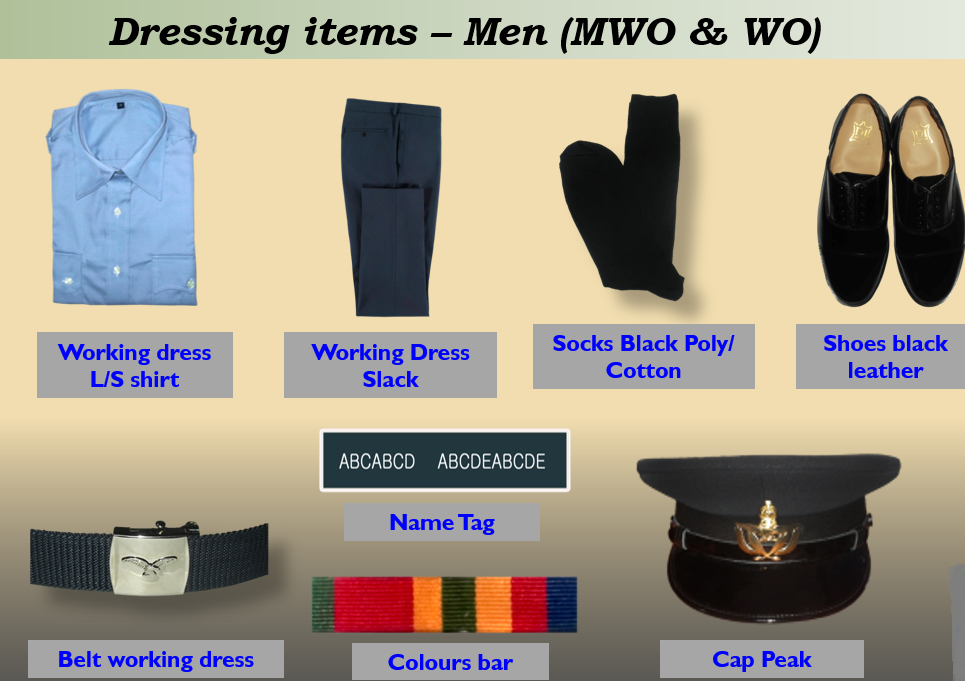 Dressing items – Men (MWO & WO)
Working dress
L/S shirt
Working Dress
Slack
Socks Black Poly/
Cotton
Shoes black
leather
ABCABCD ABCDEABCDE
Name Tag
Belt working dress
Colours bar
Cap Peak